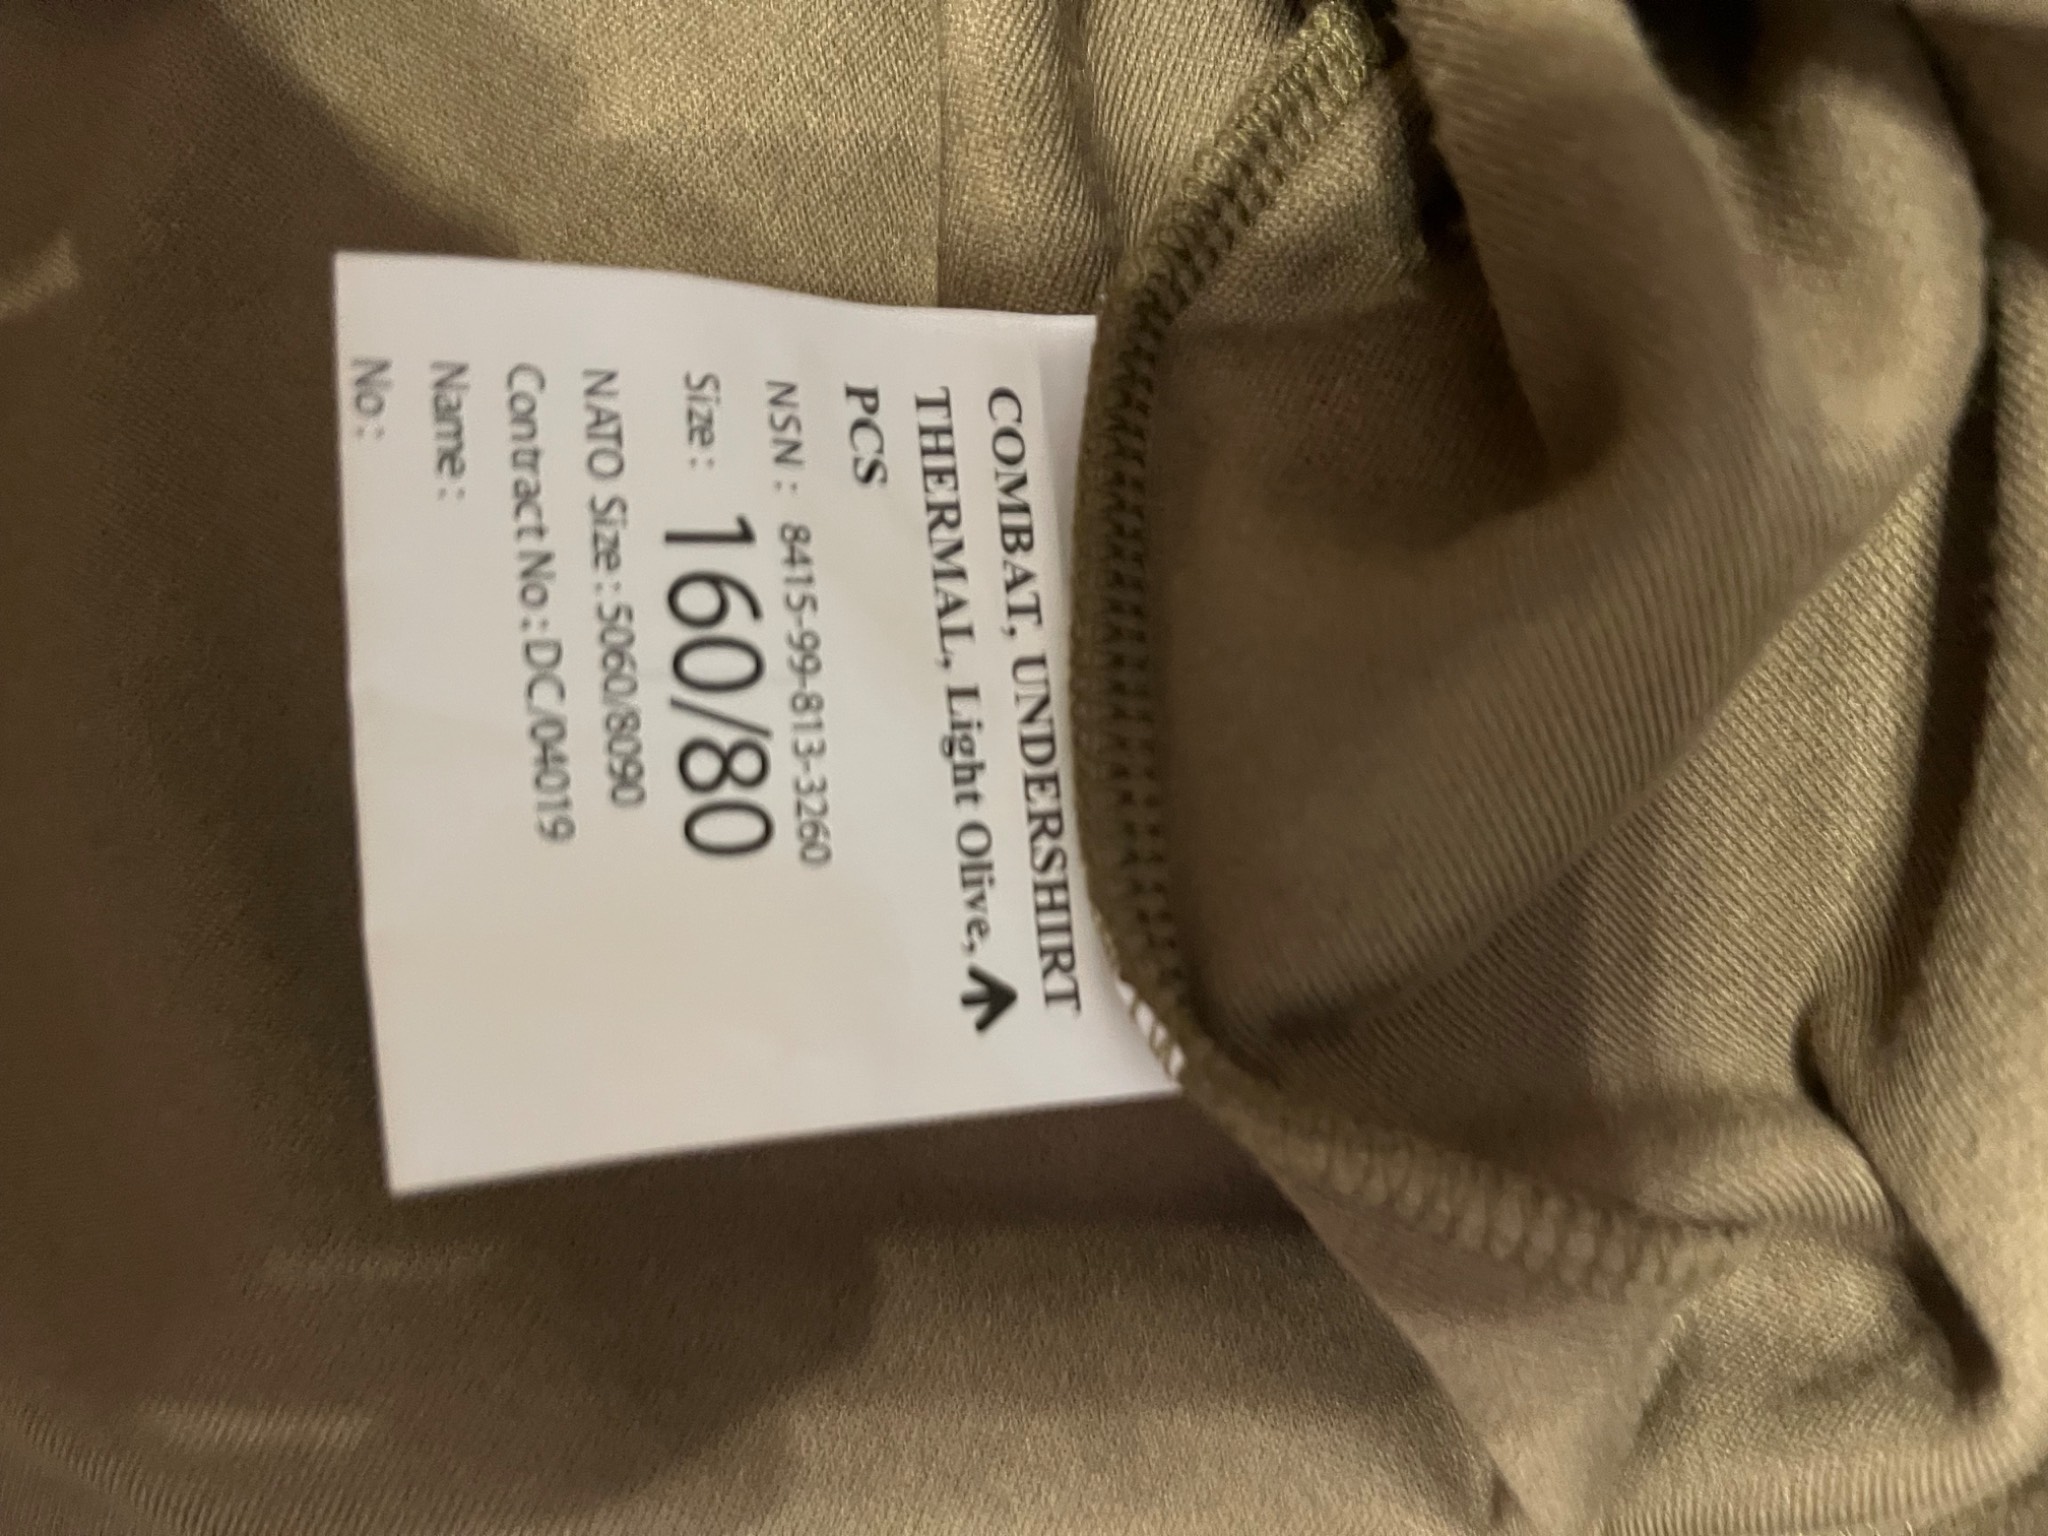 COMBAT, UNDERSHIRT
THERMAL, Light Olive,
PCS
NSN : 8415-99-813-3260
Size : 160/80
NATO Size : 5060/8090
Contract No : DC/04019
Name :
No :